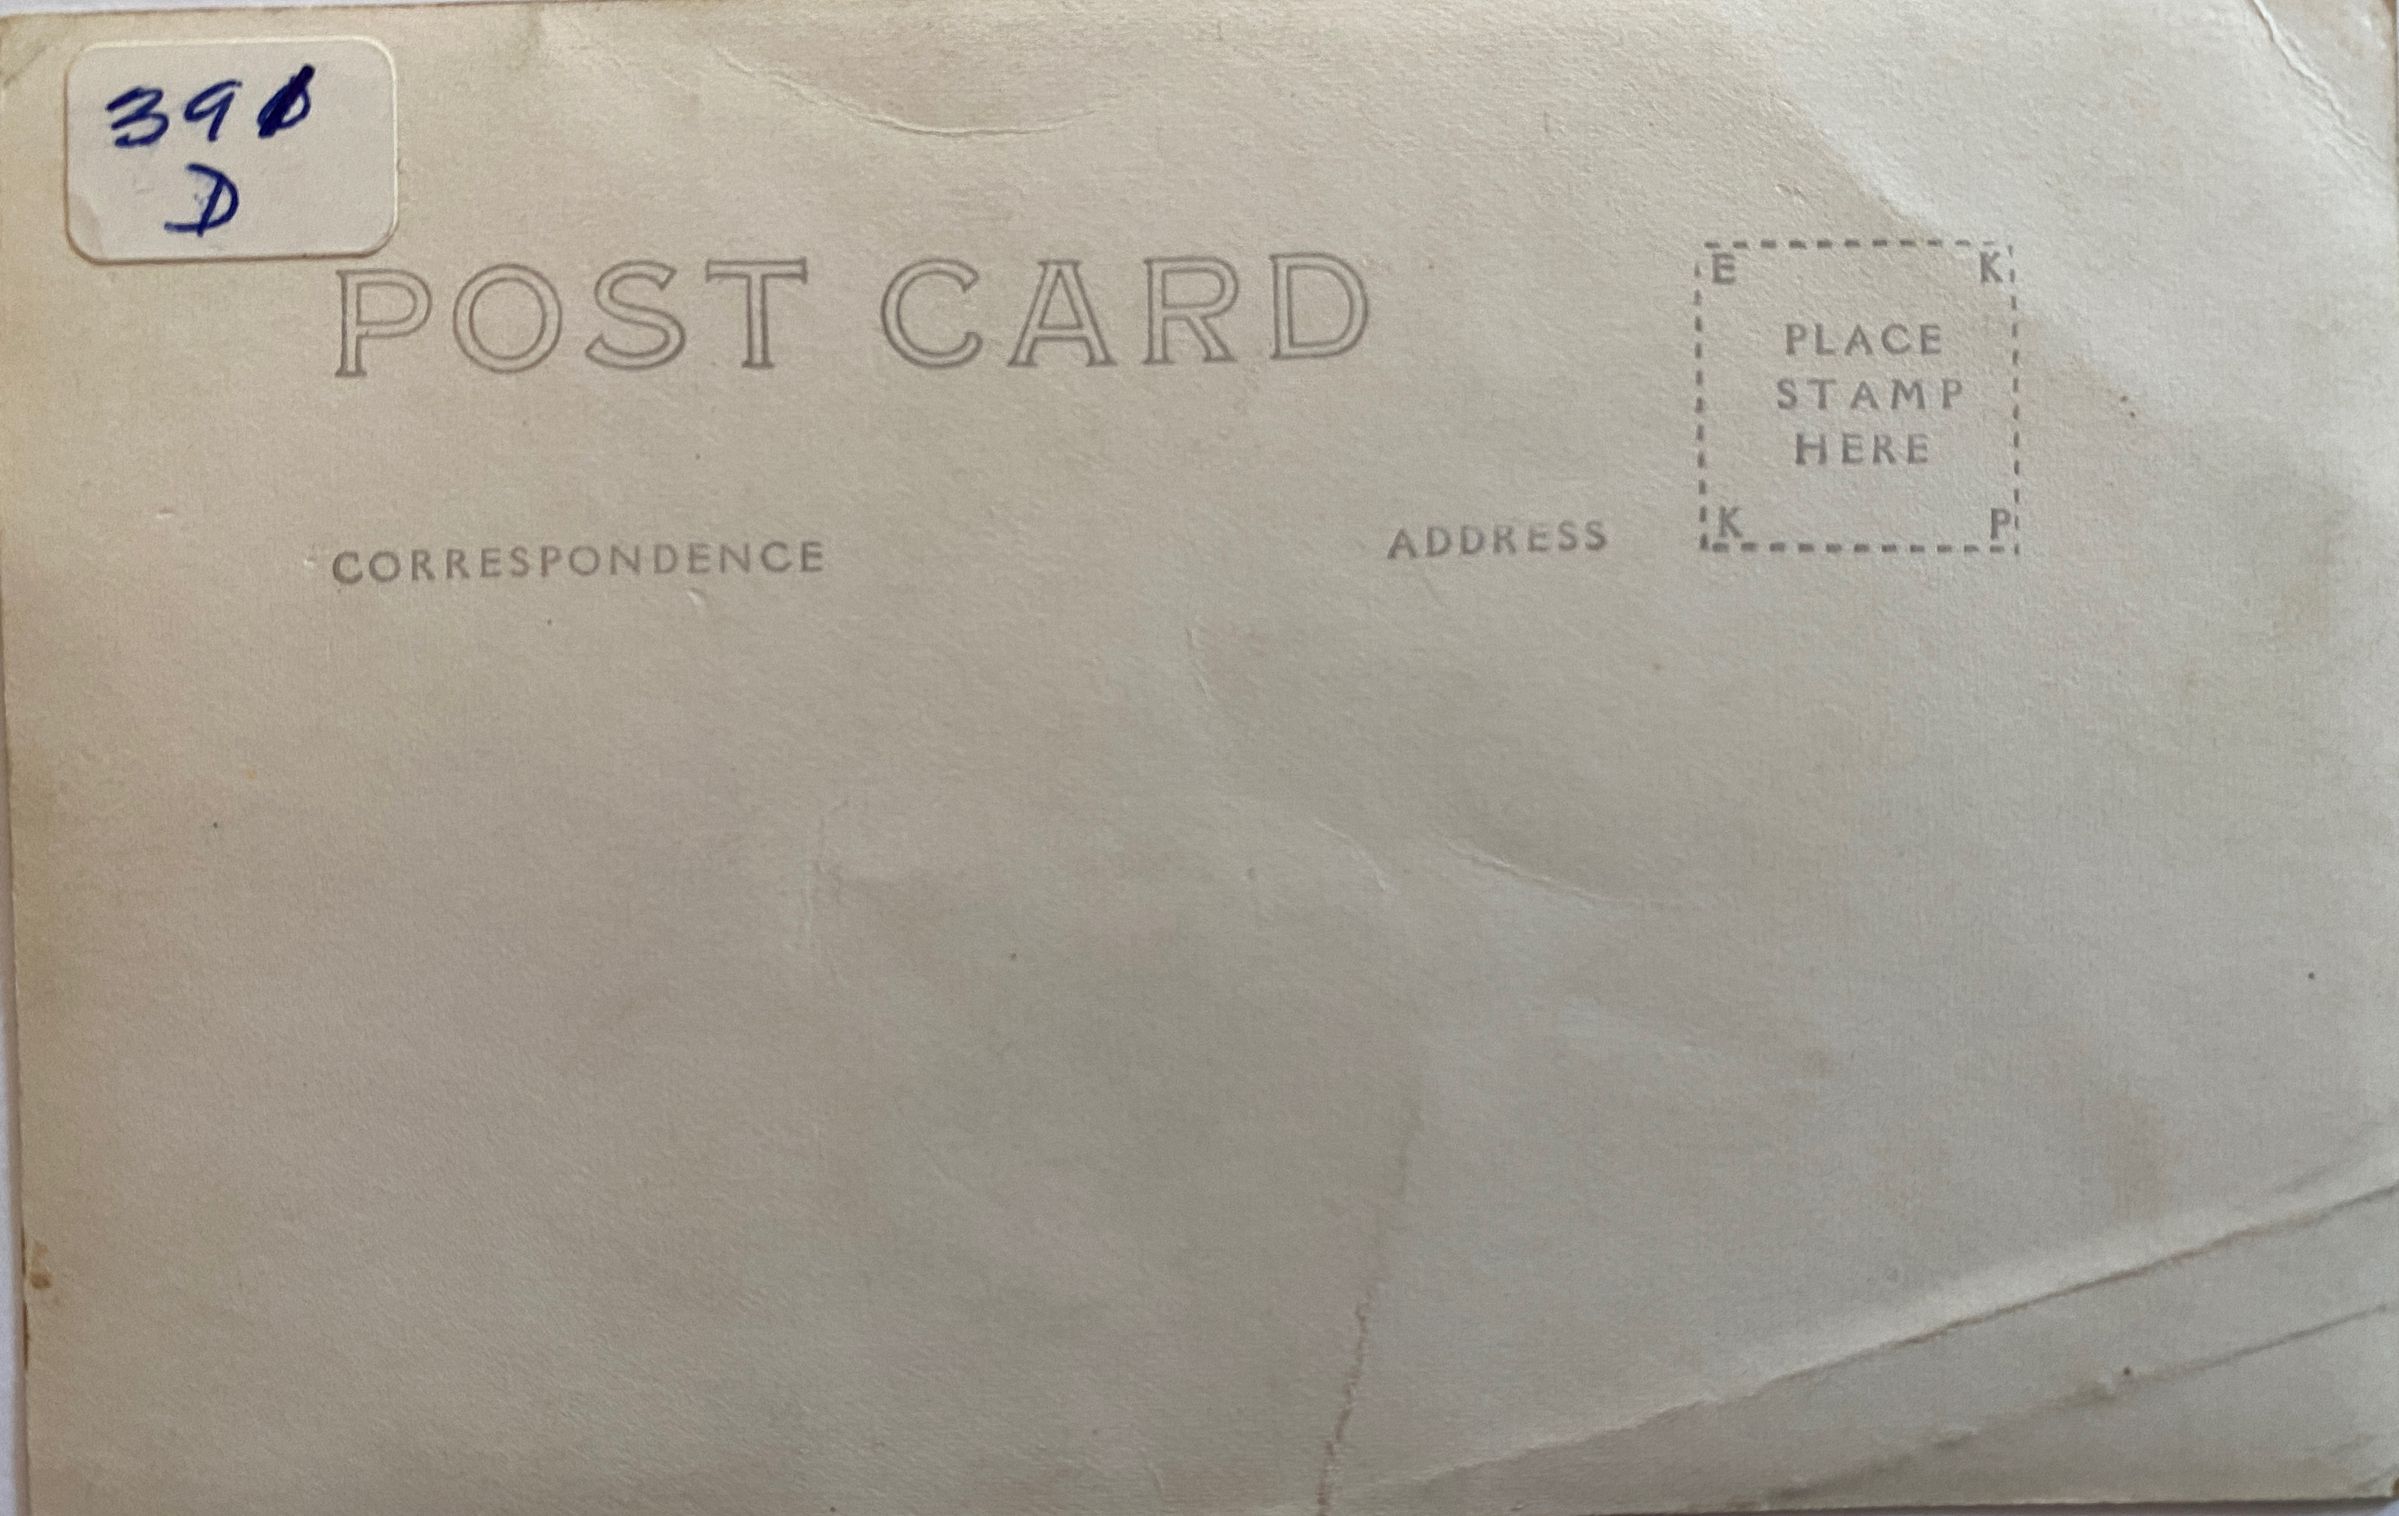 39
D
POST CARD
E K
PLACE
STAMP
HERE
K P
CORRESPONDENCE
ADDRESS